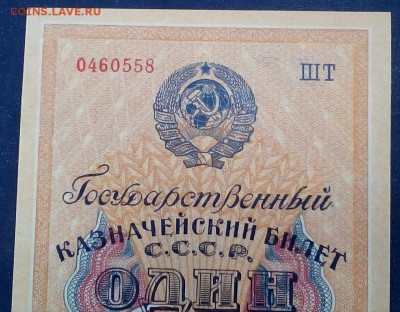 COINS.LAVE.RU
0460558 ШТ
Государственный
КАЗНАЧЕЙСКИЙ БИЛЕТ
С.С.С.Р.
ОДИН